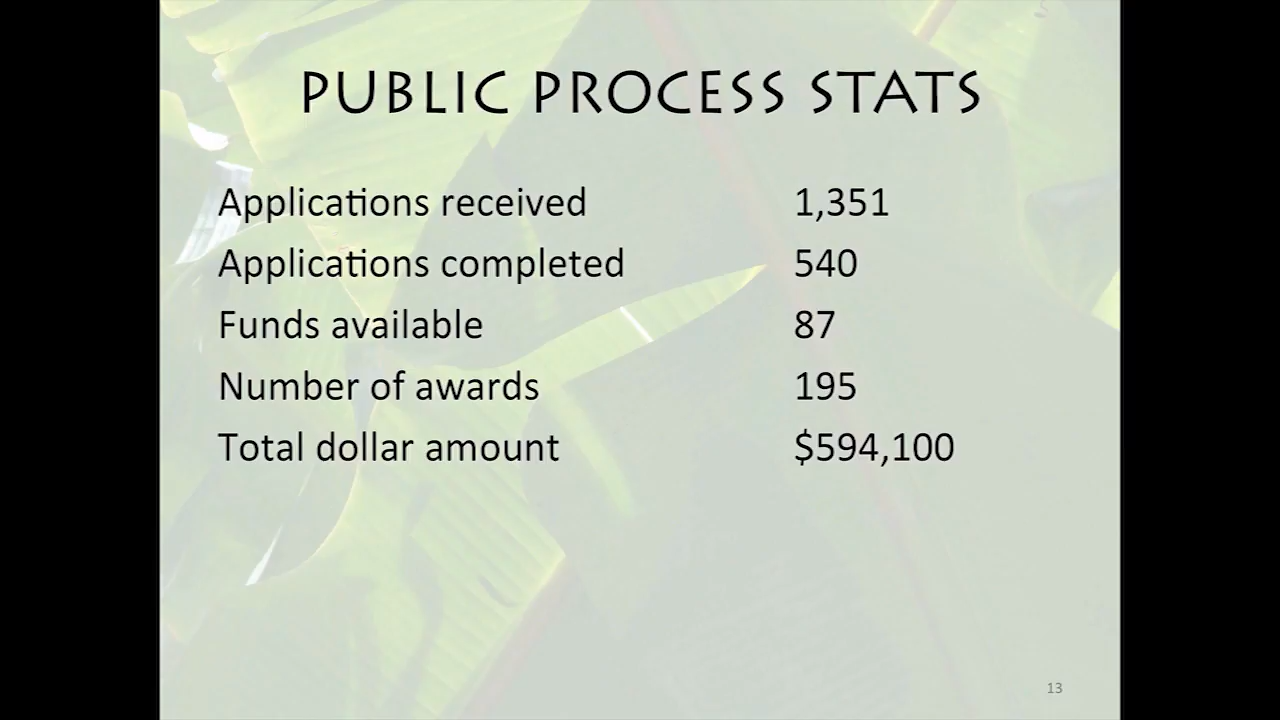 PUBLIC PROCESS STATS
Applications received 1,351
Applications completed 540
Funds available 87
Number of awards 195
Total dollar amount $594,100
13